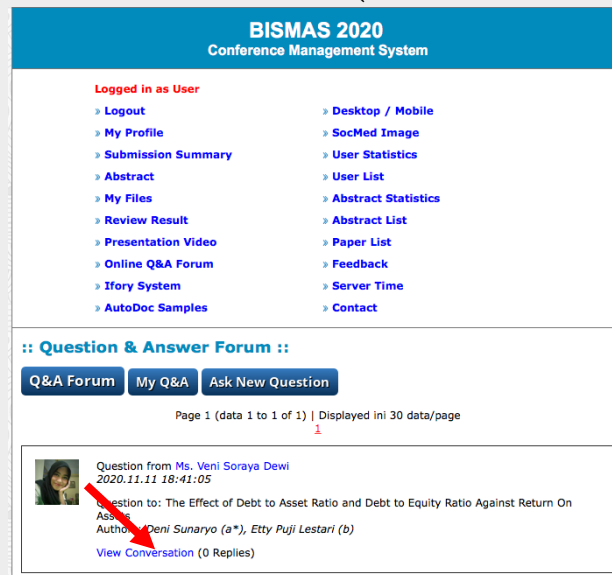 BISMAS 2020
Conference Management System
Logged in as User
» Logout
» My Profile
» Submission Summary
» Abstract
» My Files
» Review Result
» Presentation Video
» Online Q&A Forum
» Ifory System
» AutoDoc Samples
» Desktop / Mobile
» SocMed Image
» User Statistics
» User List
» Abstract Statistics
» Abstract List
» Paper List
» Feedback
» Server Time
» Contact
:: Question & Answer Forum ::
Q&A Forum My Q&A Ask New Question
Page 1 (data 1 to 1 of 1) | Displayed ini 30 data/page
1
Question from Ms. Veni Soraya Dewi
2020.11.11 18:41:05
Question to: The Effect of Debt to Asset Ratio and Debt to Equity Ratio Against Return On
Assets
Deni Sunaryo (a*), Etty Puji Lestari (b)
View Conversation (0 Replies)